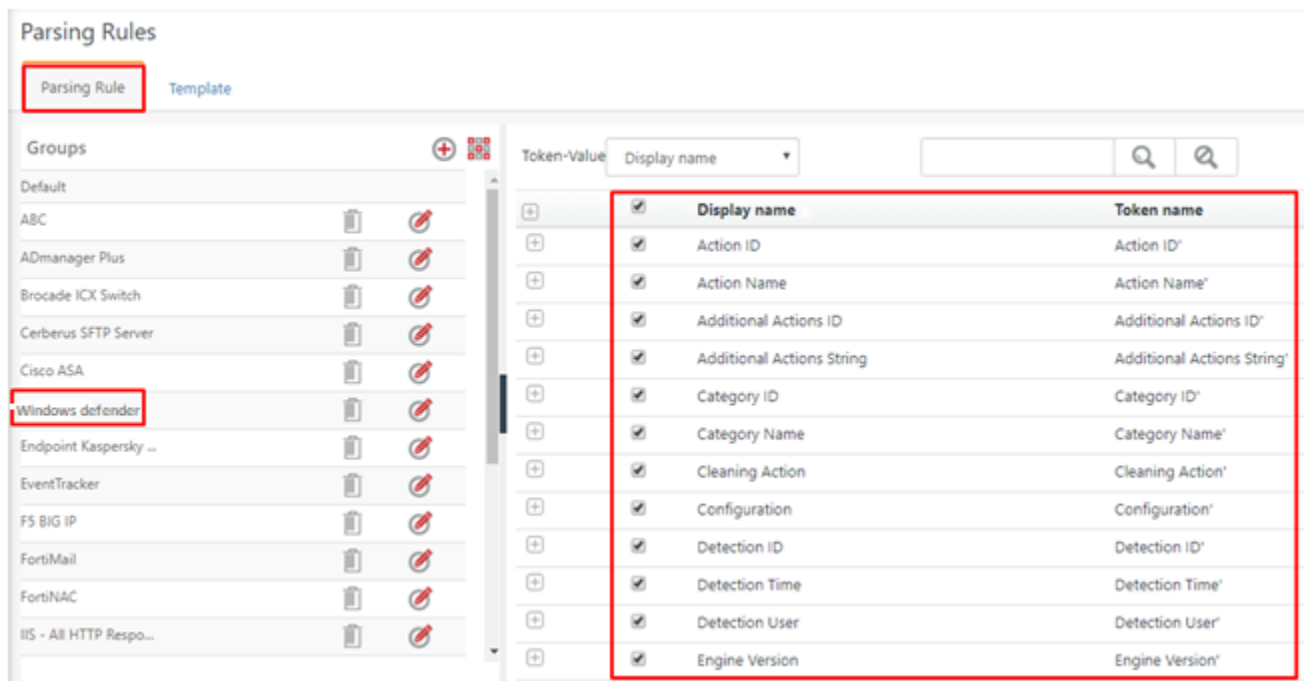 Parsing Rules
Parsing Rule Template
Groups
Default
ABC
ADmanager Plus
Brocade ICX Switch
Cerberus SFTP Server
Cisco ASA
Windows defender
Endpoint Kaspersky ...
EventTracker
F5 BIG IP
FortiMail
FortiNAC
IIS - All HTTP Respo...
Token-Value Display name
Display name Token name
Action ID Action ID'
Action Name Action Name'
Additional Actions ID Additional Actions ID'
Additional Actions String Additional Actions String'
Category ID Category ID'
Category Name Category Name'
Cleaning Action Cleaning Action'
Configuration Configuration'
Detection ID Detection ID'
Detection Time Detection Time'
Detection User Detection User'
Engine Version Engine Version'